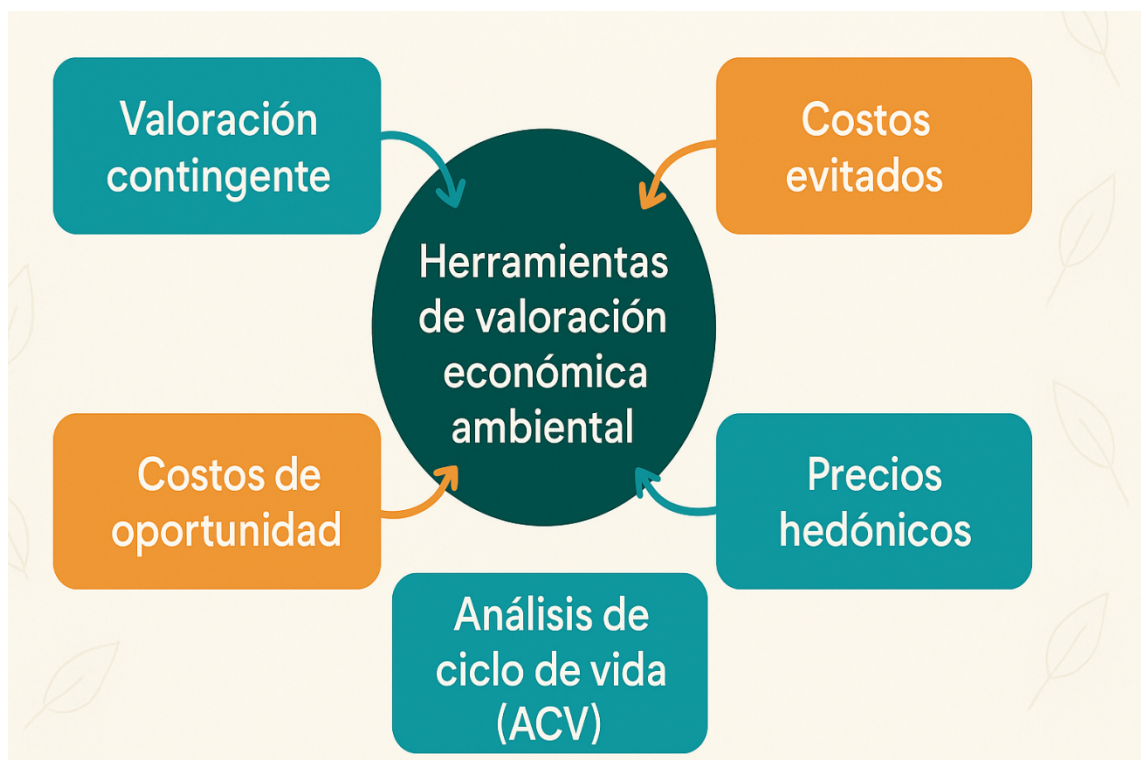 Valoración
contingente
Costos
evitados
Herramientas
de valoración
económica
ambiental
Costos de
oportunidad
Precios
hedónicos
Análisis de
ciclo de vida
(ACV)